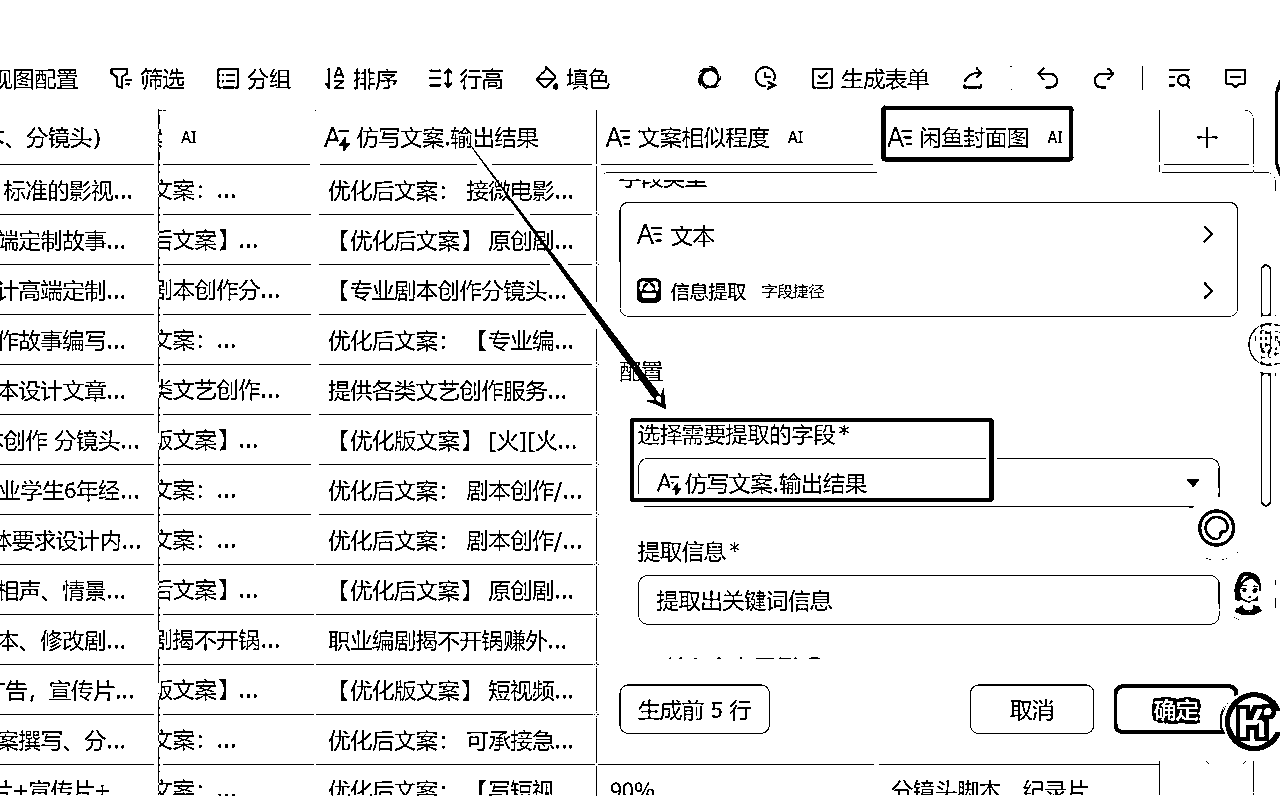 视图配置 筛选 分组 排序 行高 填色 生成表单
、分镜头） AI 仿写文案.输出结果 文案相似程度 AI 闲鱼封面图 AI
标准的影视... 文案： ... 优化后文案： 接微电影...
端定制故事... 后文案】... 【优化后文案】 原创剧...
计高端定制... 剧本创作分... 【专业剧本创作分镜头...
作故事编写... 文案： ... 优化后文案： 【专业编...
本设计文章... 类文艺创作... 提供各类文艺创作服务...
本创作 分镜头... 版文案】... 【优化版文案】 [火][火...
业学生6年经... 文案： ... 优化后文案： 剧本创作/...
体要求设计内... 文案： ... 优化后文案： 剧本创作/...
相声、情景... 后文案】... 【优化后文案】 原创剧...
本、修改剧... 剧揭不开锅... 职业编剧揭不开锅赚外...
广告，宣传片... 版文案】... 【优化版文案】 短视频...
案撰写、分... 文案： ... 优化后文案： 可承接急...
片+宣传片+ 文案： ... 优化后文案： 【写短视 90% 分镜头脚本、纪录片
字段类型
文本
信息提取 字段捷径
配置
选择需要提取的字段*
仿写文案.输出结果
提取信息*
提取出关键词信息
生成前 5 行 取消 确定